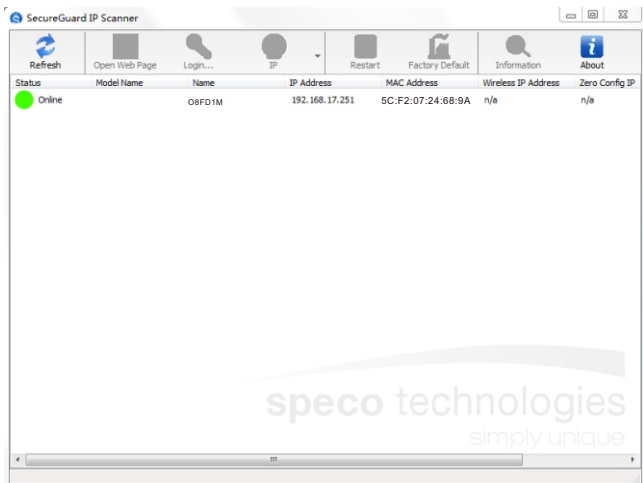 SecureGuard IP Scanner
Refresh Open Web Page Login... IP Restart Factory Default Information About
Status Model Name Name IP Address MAC Address Wireless IP Address Zero Config IP
Online O8FD1M 192.168.17.251 5C:F2:07:24:68:9A n/a n/a
speco technologies
simply unique